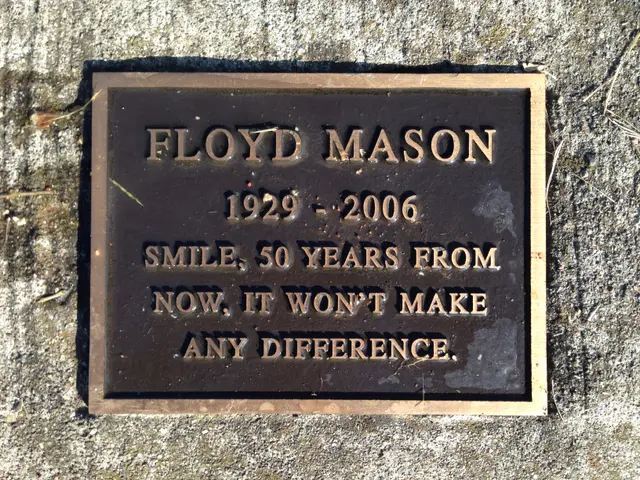 FLOYD MASON
1929 - 2006
SMILE, 50 YEARS FROM
NOW, IT WON'T MAKE
ANY DIFFERENCE.